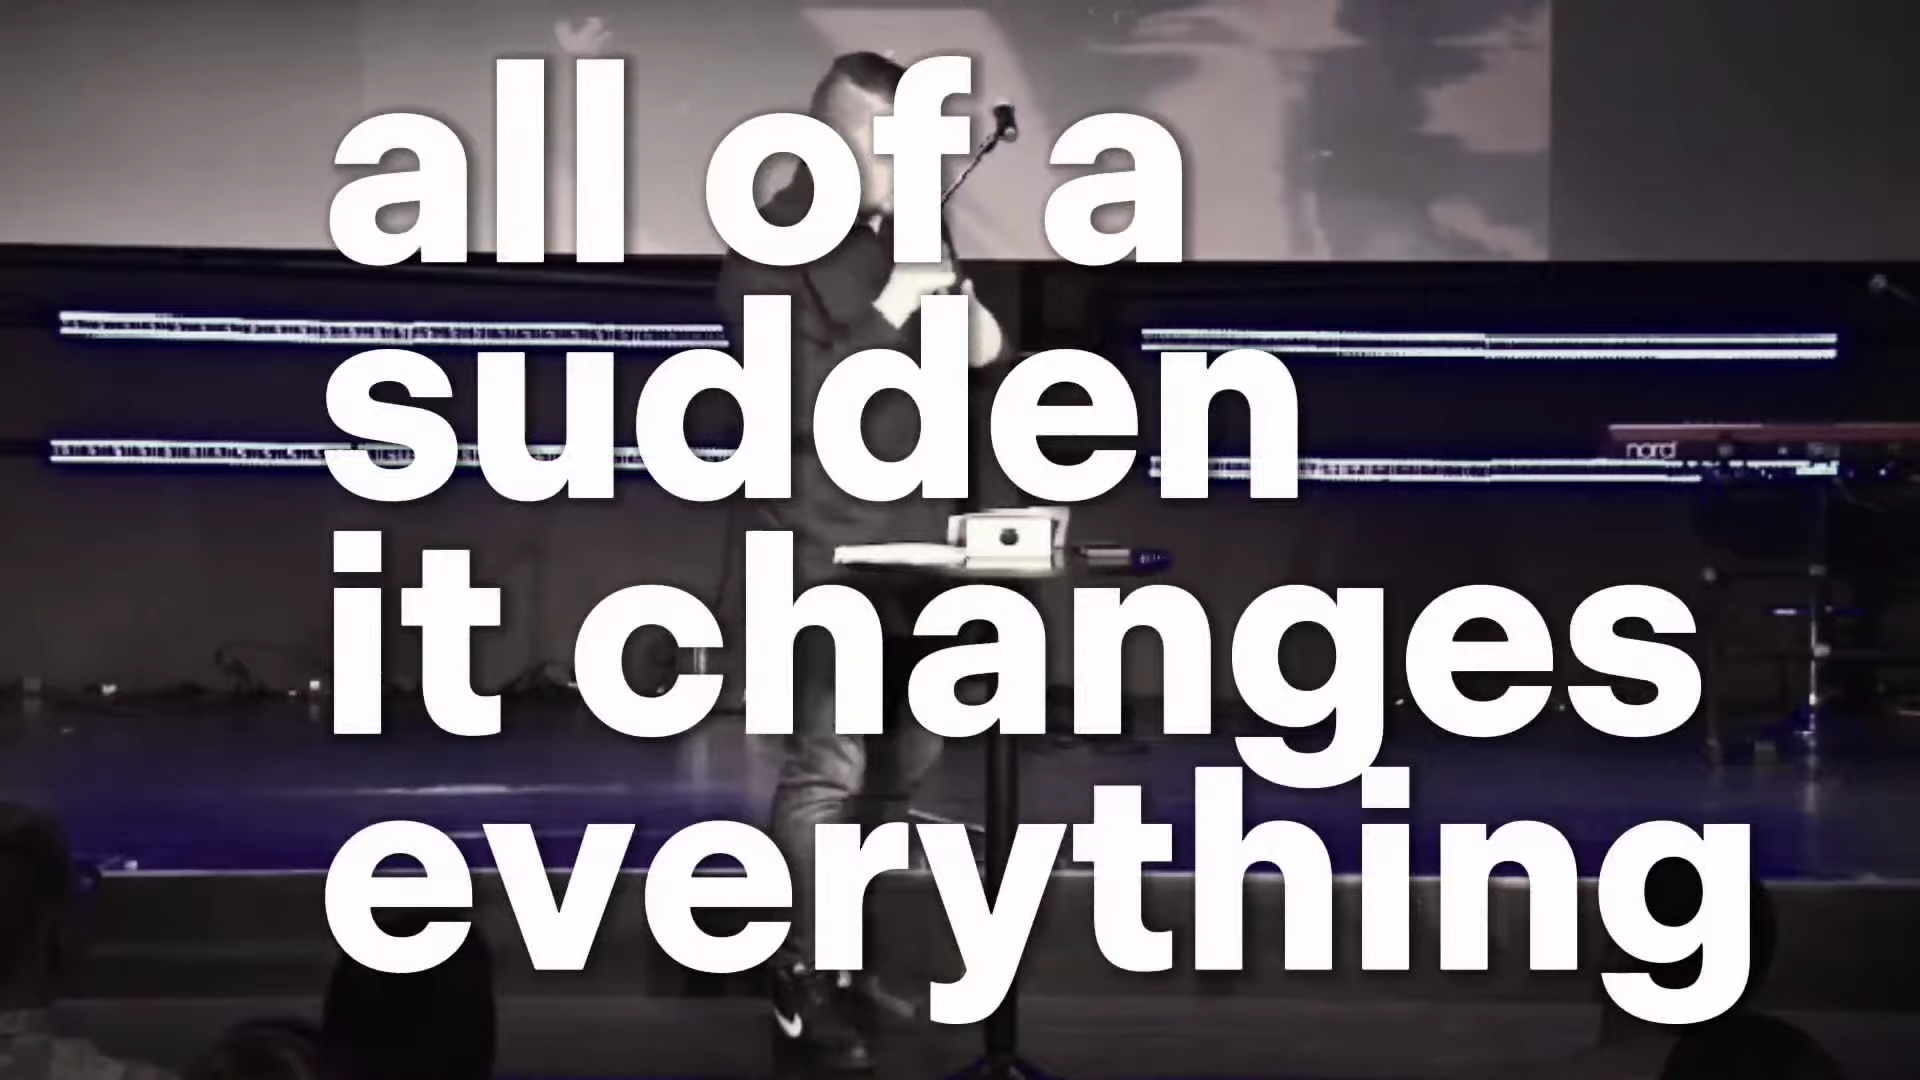 all of a
sudden
nord
it changes
everything